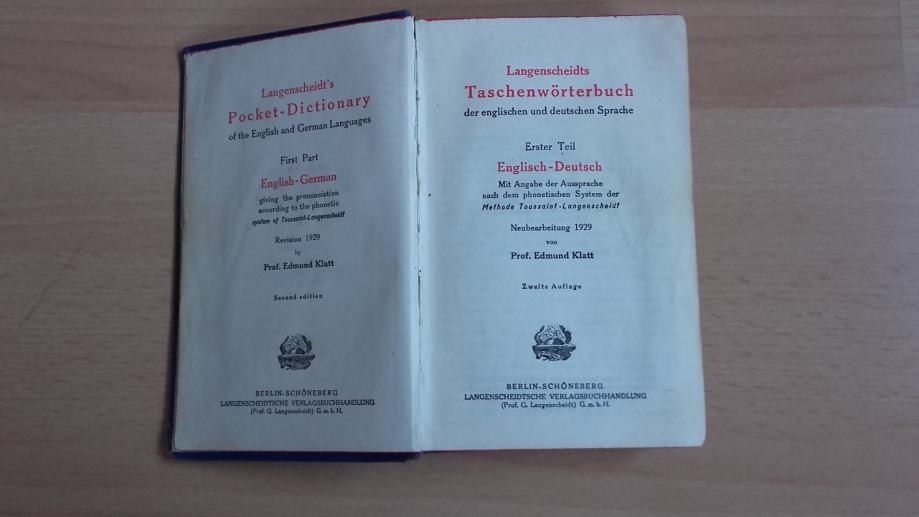 Langenscheidt's
Pocket-Dictionary
of the English and German Languages
First Part
English-German
giving the pronunciation
according to the phonetic
system of Toussaint-Langenscheidt
Revision 1929
by
Prof. Edmund Klatt
Second edition
BERLIN-SCHÖNEBERG
LANGENSCHEIDTSCHE VERLAGSBUCHHANDLUNG
(Prof. G. Langenscheidt) G. m. b. H.
Langenscheidts
Taschenwörterbuch
der englischen und deutschen Sprache
Erster Teil
Englisch-Deutsch
Mit Angabe der Aussprache
nach dem phonetischen System der
Methode Toussaint-Langenscheidt
Neubearbeitung 1929
von
Prof. Edmund Klatt
Zweite Auflage
BERLIN-SCHÖNEBERG
LANGENSCHEIDTSCHE VERLAGSBUCHHANDLUNG
(Prof. G. Langenscheidt) G. m. b. H.